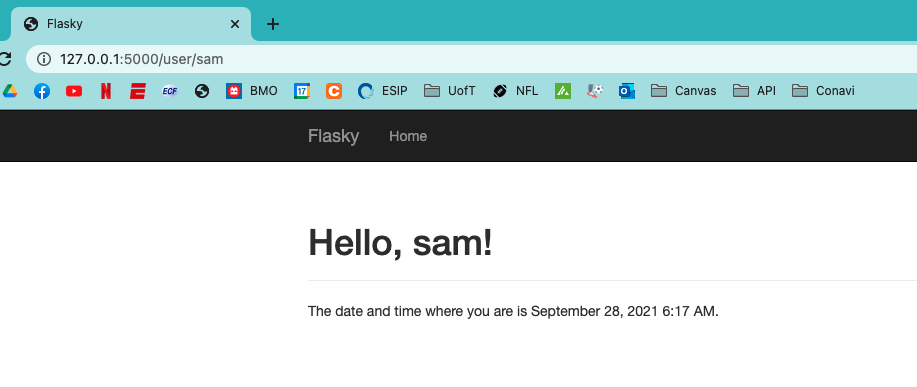 Flasky
127.0.0.1:5000/user/sam
N E ECF BMO 17 C ESIP UofT NFL Canvas API Conavi
Flasky Home
Hello, sam!
The date and time where you are is September 28, 2021 6:17 AM.